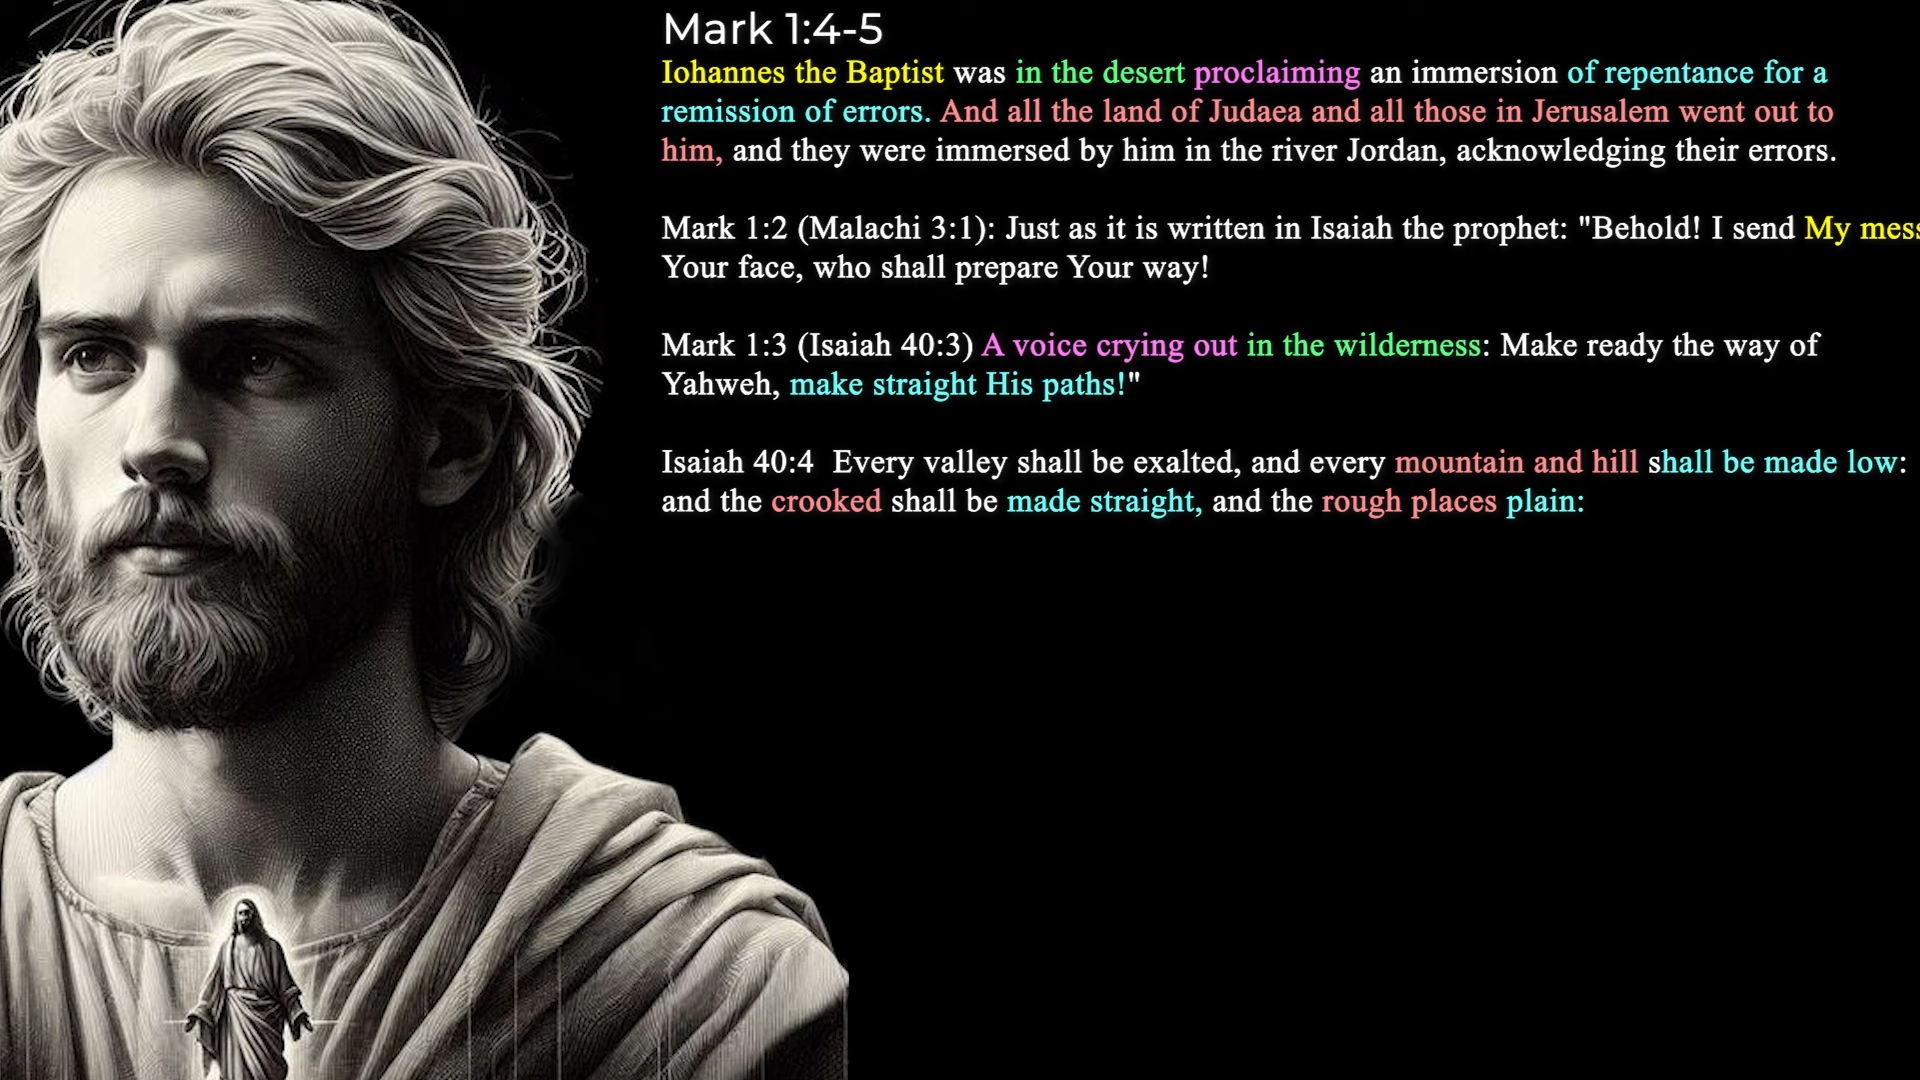 Mark 1:4-5
Iohannes the Baptist was in the desert proclaiming an immersion of repentance for a
remission of errors. And all the land of Judaea and all those in Jerusalem went out to
him, and they were immersed by him in the river Jordan, acknowledging their errors.
Mark 1:2 (Malachi 3:1): Just as it is written in Isaiah the prophet: "Behold! I send My mess
Your face, who shall prepare Your way!
Mark 1:3 (Isaiah 40:3) A voice crying out in the wilderness: Make ready the way of
Yahweh, make straight His paths!"
Isaiah 40:4  Every valley shall be exalted, and every mountain and hill shall be made low:
and the crooked shall be made straight, and the rough places plain: